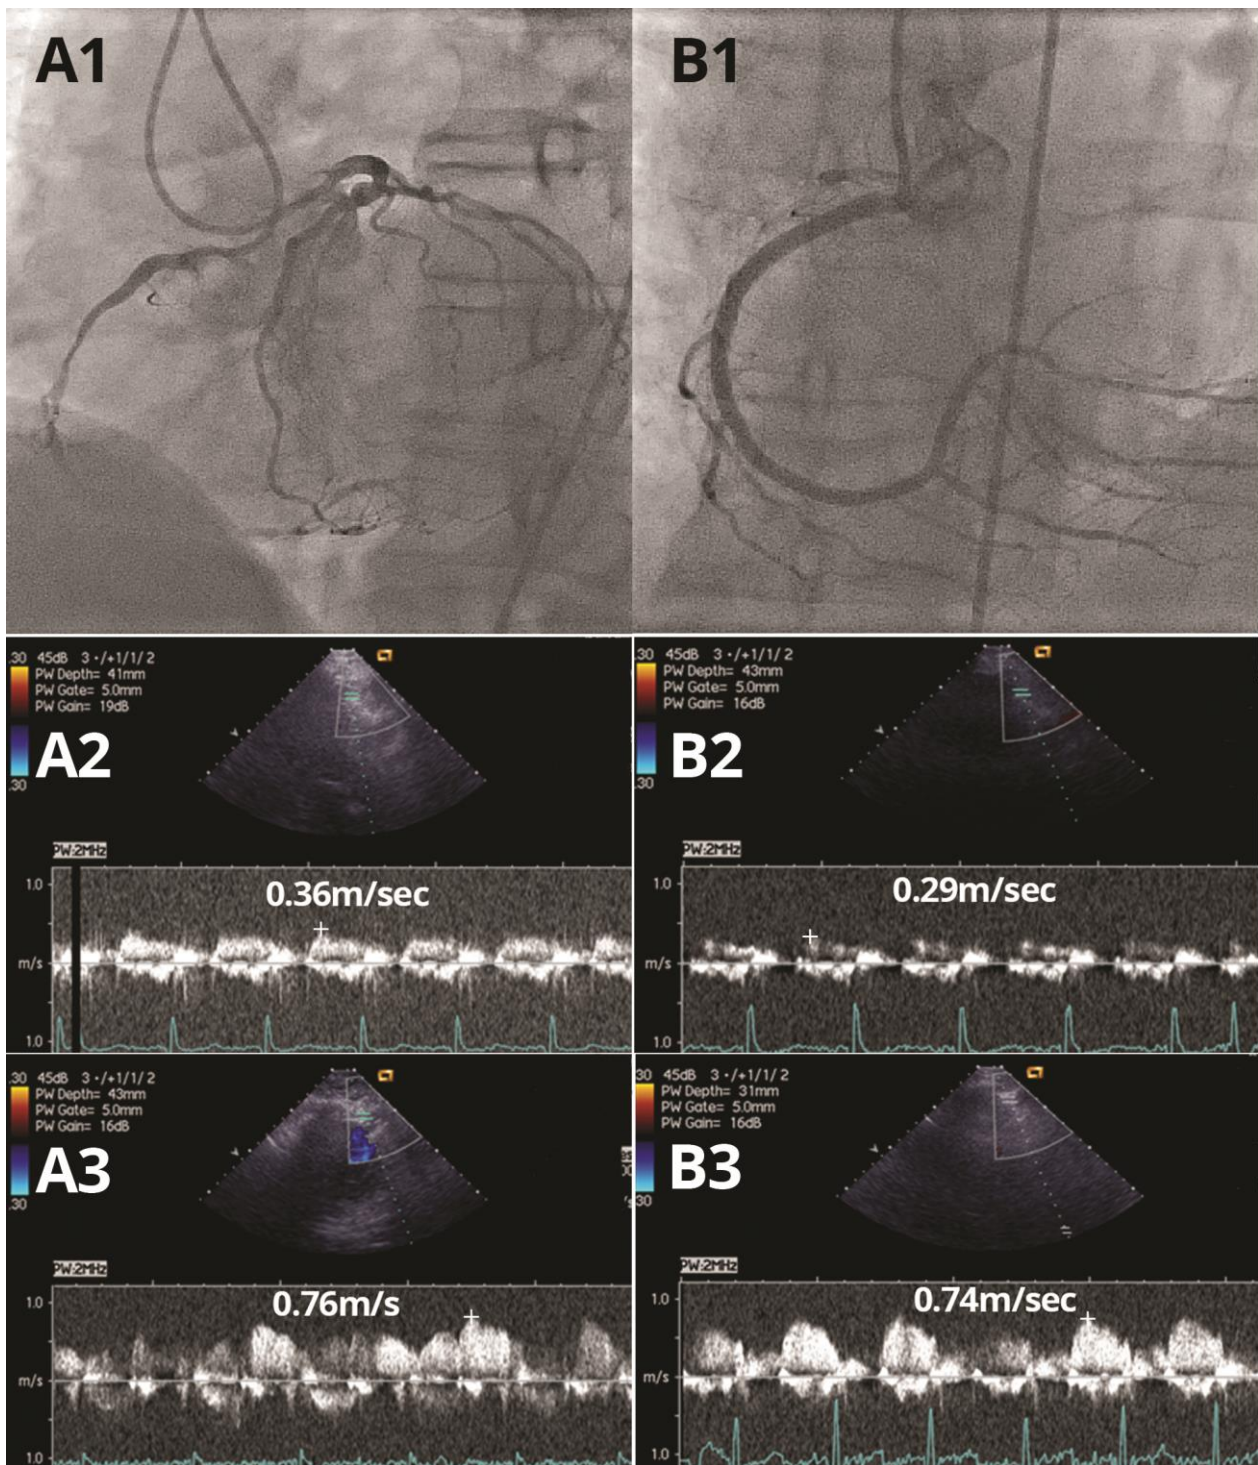 A1
B1
.30 45dB 3 •/+1/1/ 2
PW Depth= 41mm
PW Gate= 5.0mm
PW Gain= 19dB
A2
.30
PW:2MHz
1.0
0.36m/sec
m/s
1.0
.30 45dB 3 •/+1/1/ 2
PW Depth= 43mm
PW Gate= 5.0mm
PW Gain= 16dB
B2
.30
PW:2MHz
1.0
0.29m/sec
m/s
1.0
.30 45dB 3 •/+1/1/ 2
PW Depth= 43mm
PW Gate= 5.0mm
PW Gain= 16dB
A3
.30
PW:2MHz
1.0
0.76m/s
m/s
1.0
.30 45dB 3 •/+1/1/ 2
PW Depth= 31mm
PW Gate= 5.0mm
PW Gain= 16dB
B3
.30
PW:2MHz
1.0
0.74m/sec
m/s
1.0